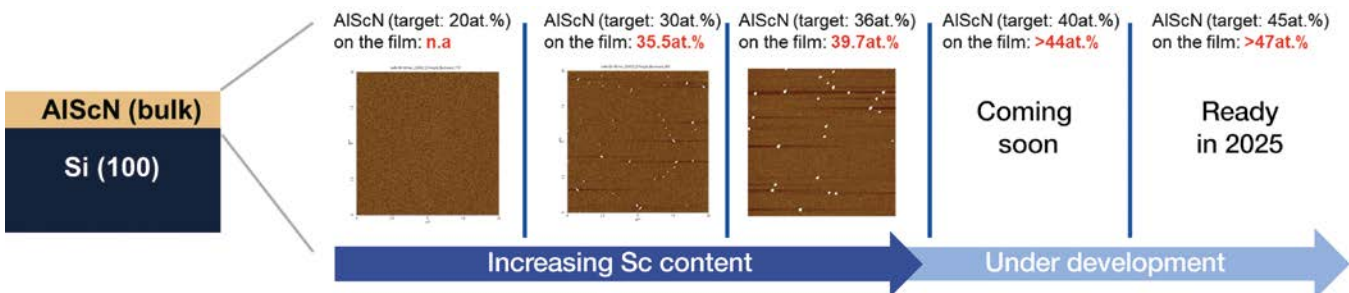 AlScN (target: 20at.%)
on the film: n.a
AlScN (target: 30at.%)
on the film: 35.5at.%
AlScN (target: 36at.%)
on the film: 39.7at.%
AlScN (target: 40at.%)
on the film: >44at.%
AlScN (target: 45at.%)
on the film: >47at.%
AlScN (bulk)
Si (100)
Coming
soon
Ready
in 2025
Increasing Sc content
Under development